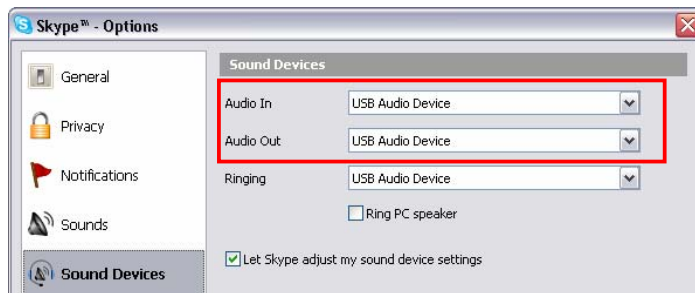 Skype™ - Options
General
Privacy
Notifications
Sounds
Sound Devices
Sound Devices
Audio In USB Audio Device
Audio Out USB Audio Device
Ringing USB Audio Device
Ring PC speaker
Let Skype adjust my sound device settings